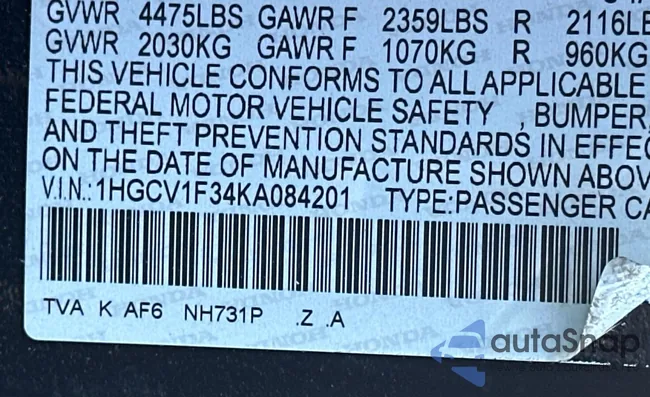 GVWR 4475LBS GAWR F 2359LBS R 2116LB
GVWR 2030KG GAWR F 1070KG R 960KG
THIS VEHICLE CONFORMS TO ALL APPLICABLE
FEDERAL MOTOR VEHICLE SAFETY , BUMPER,
AND THEFT PREVENTION STANDARDS IN EFFEC
ON THE DATE OF MANUFACTURE SHOWN ABOV
V.I.N.:1HGCV1F34KA084201 TYPE:PASSENGER CA
TVA K AF6 NH731P .Z .A
autoSnap